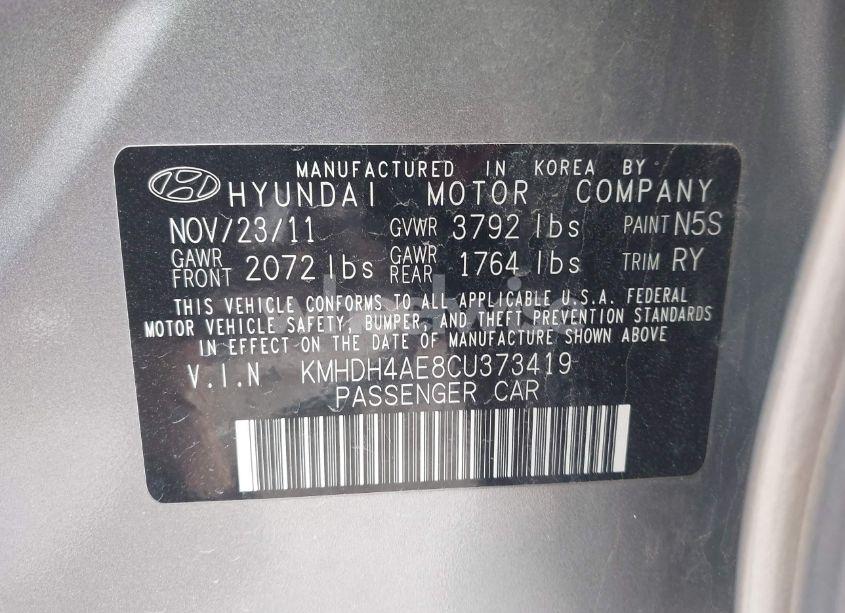 MANUFACTURED IN KOREA BY
HYUNDAI MOTOR COMPANY
NOV/23/11 GVWR 3792 lbs PAINT N5S
GAWR FRONT 2072 lbs GAWR REAR 1764 lbs TRIM RY
THIS VEHICLE CONFORMS TO ALL APPLICABLE U.S.A. FEDERAL
MOTOR VEHICLE SAFETY, BUMPER, AND THEFT PREVENTION STANDARDS
IN EFFECT ON THE DATE OF MANUFACTURE SHOWN ABOVE
V.I.N KMHDH4AE8CU373419
PASSENGER CAR